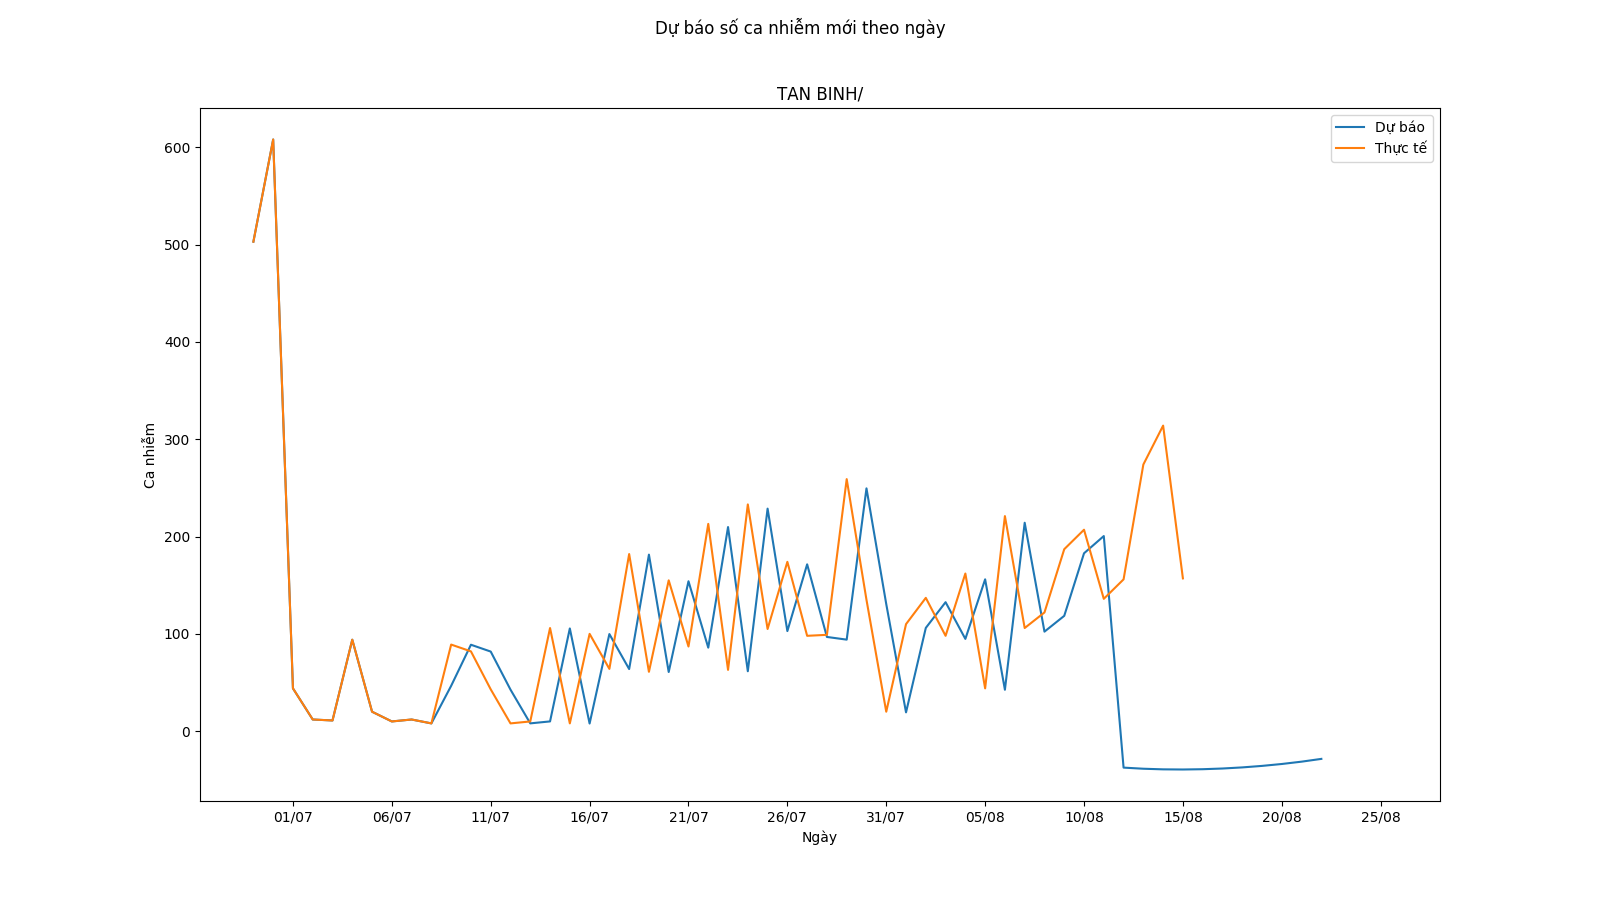 Dự báo số ca nhiễm mới theo ngày
TAN BINH/
Dự báo
Thực tế
600
500
400
300
200
100
0
Ca nhiễm
01/07 06/07 11/07 16/07 21/07 26/07 31/07 05/08 10/08 15/08 20/08 25/08
Ngày